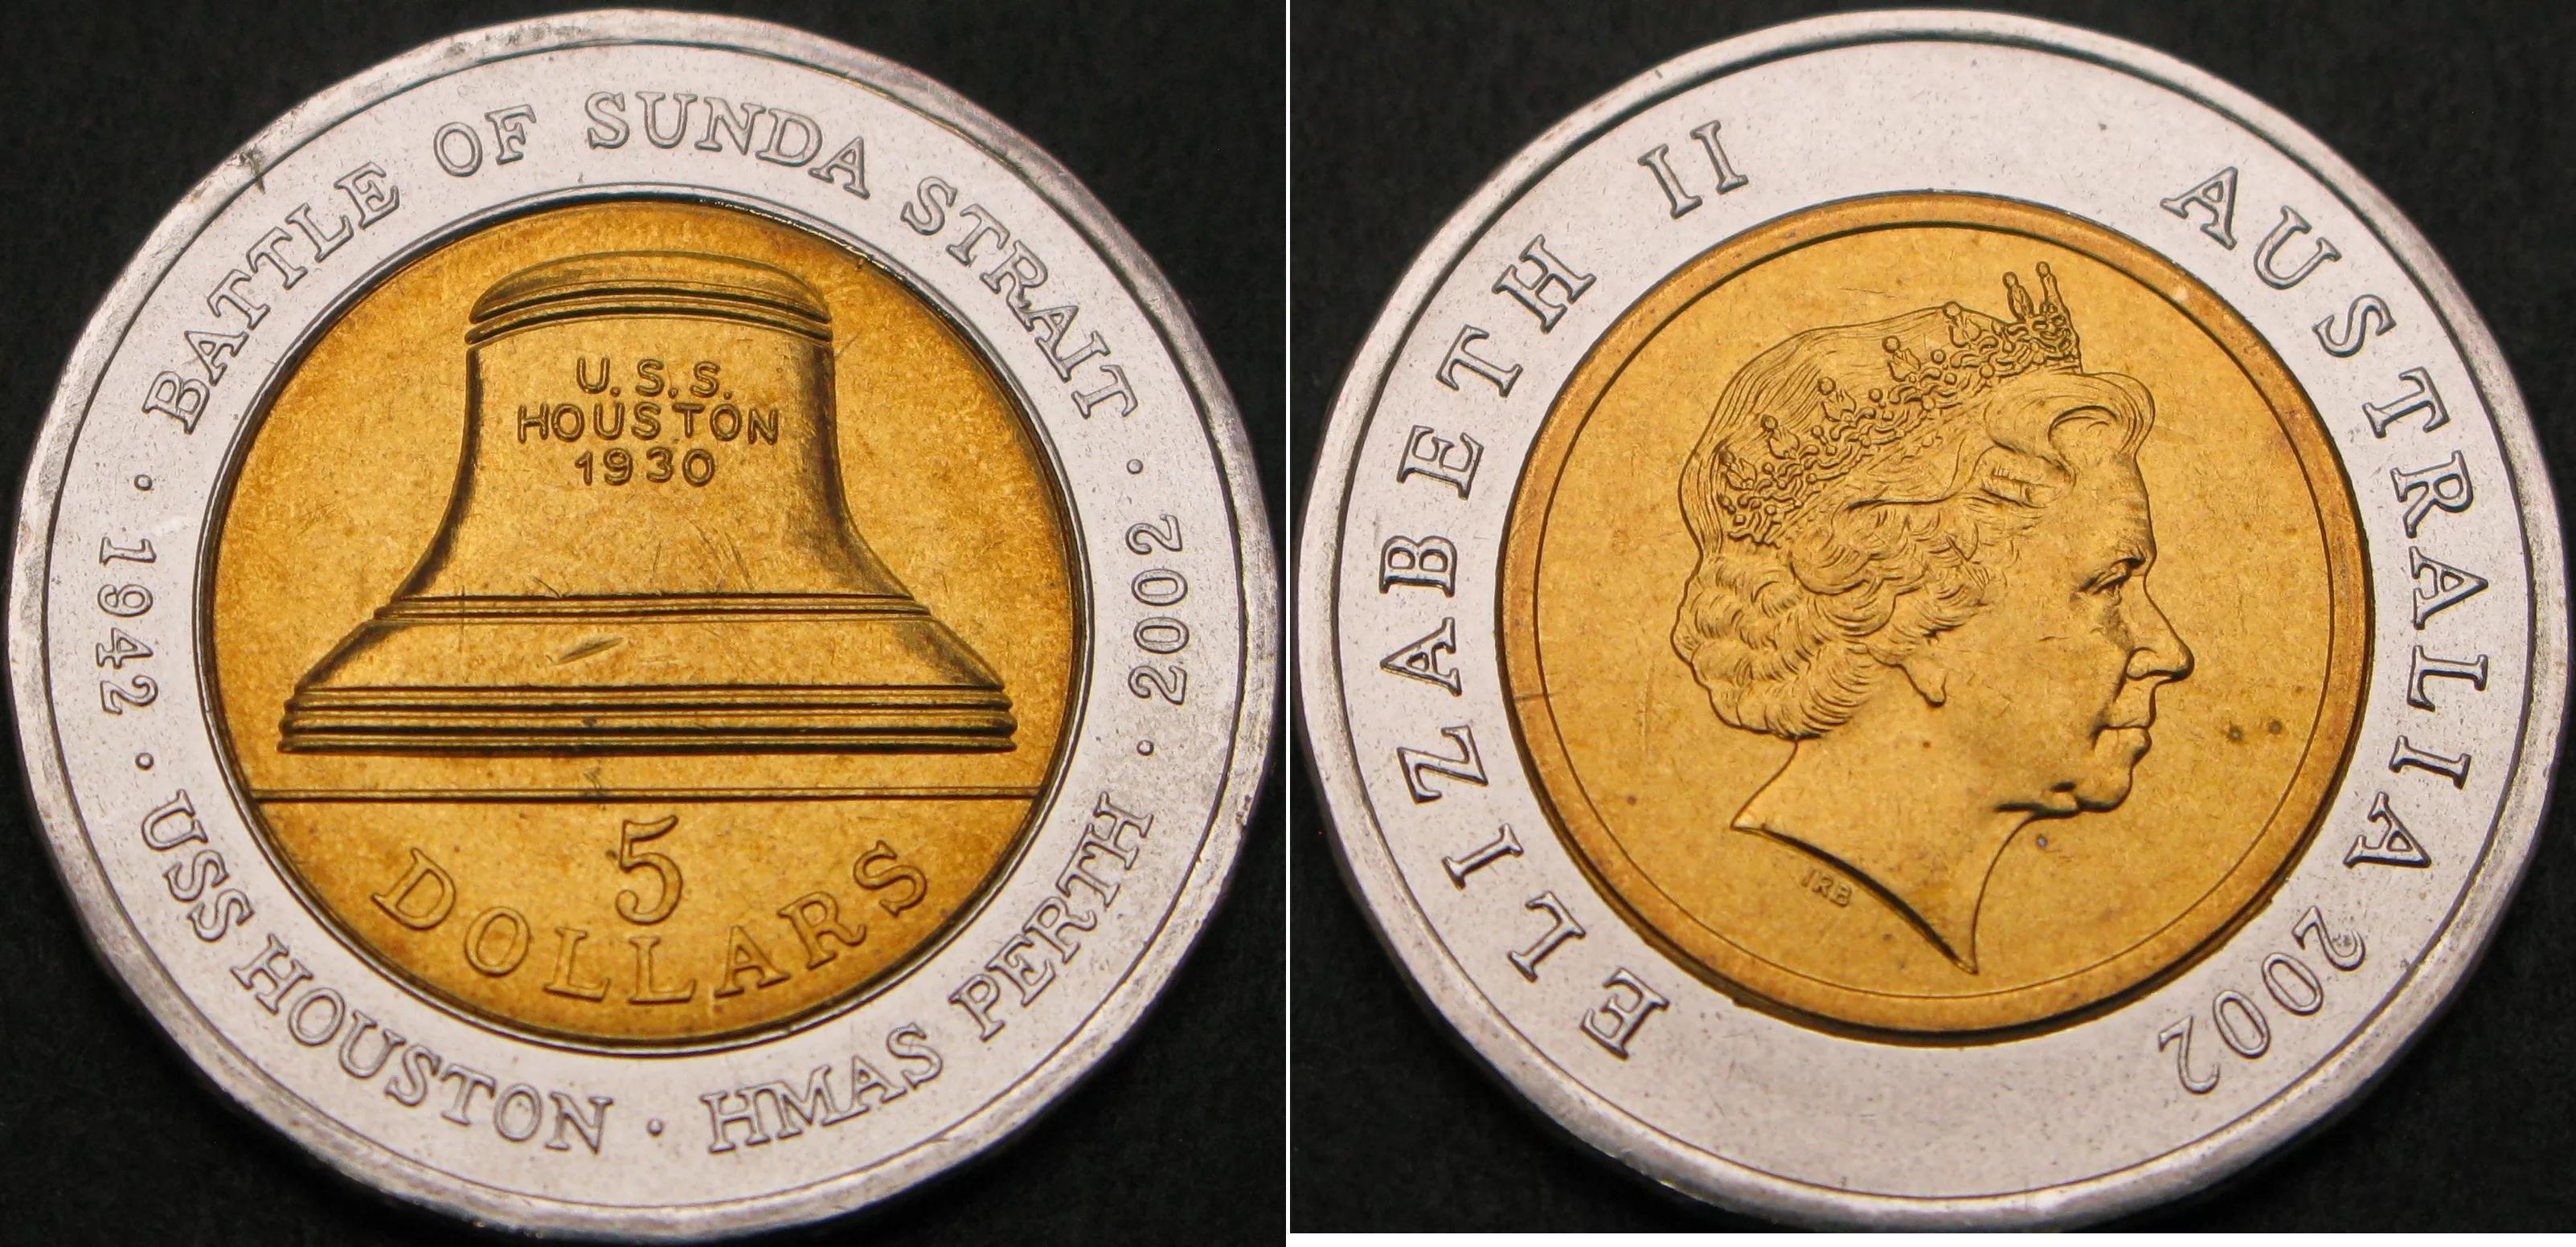 · BATTLE OF SUNDA STRAIT · 2002 ·
1942 · USS HOUSTON · HMAS PERTH
U.S.S.
HOUSTON
1930
5
DOLLARS
ELIZABETH II AUSTRALIA 2002
IRB